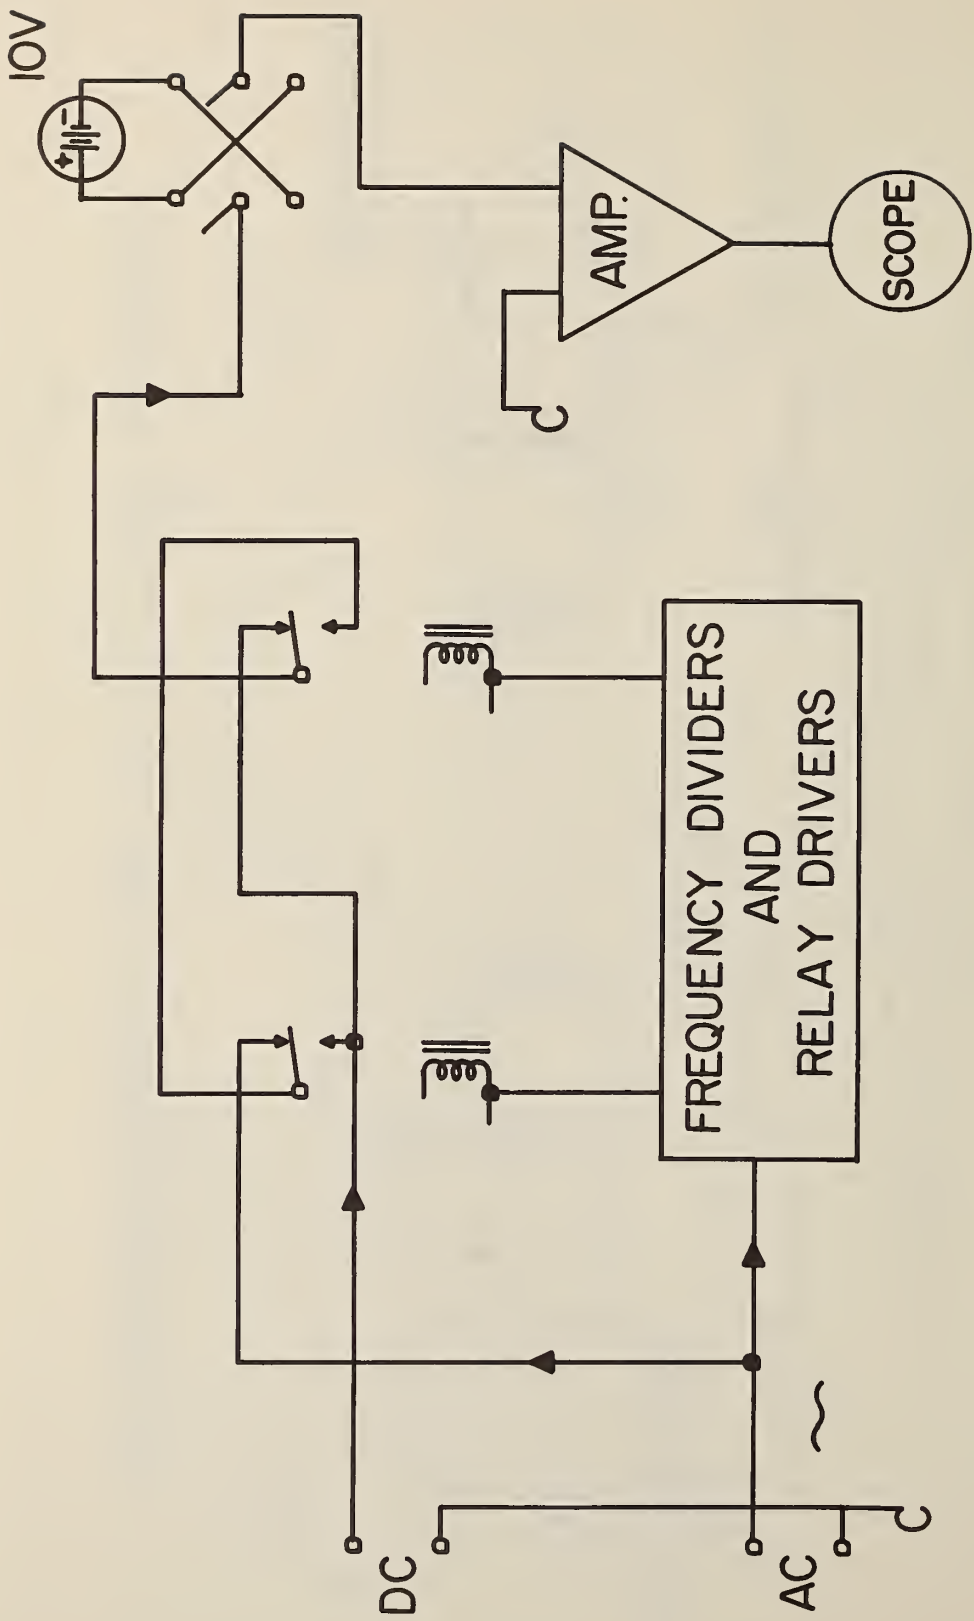 10V
+ −
AMP.
C
SCOPE
DC
FREQUENCY DIVIDERS
AND
RELAY DRIVERS
~
AC
C